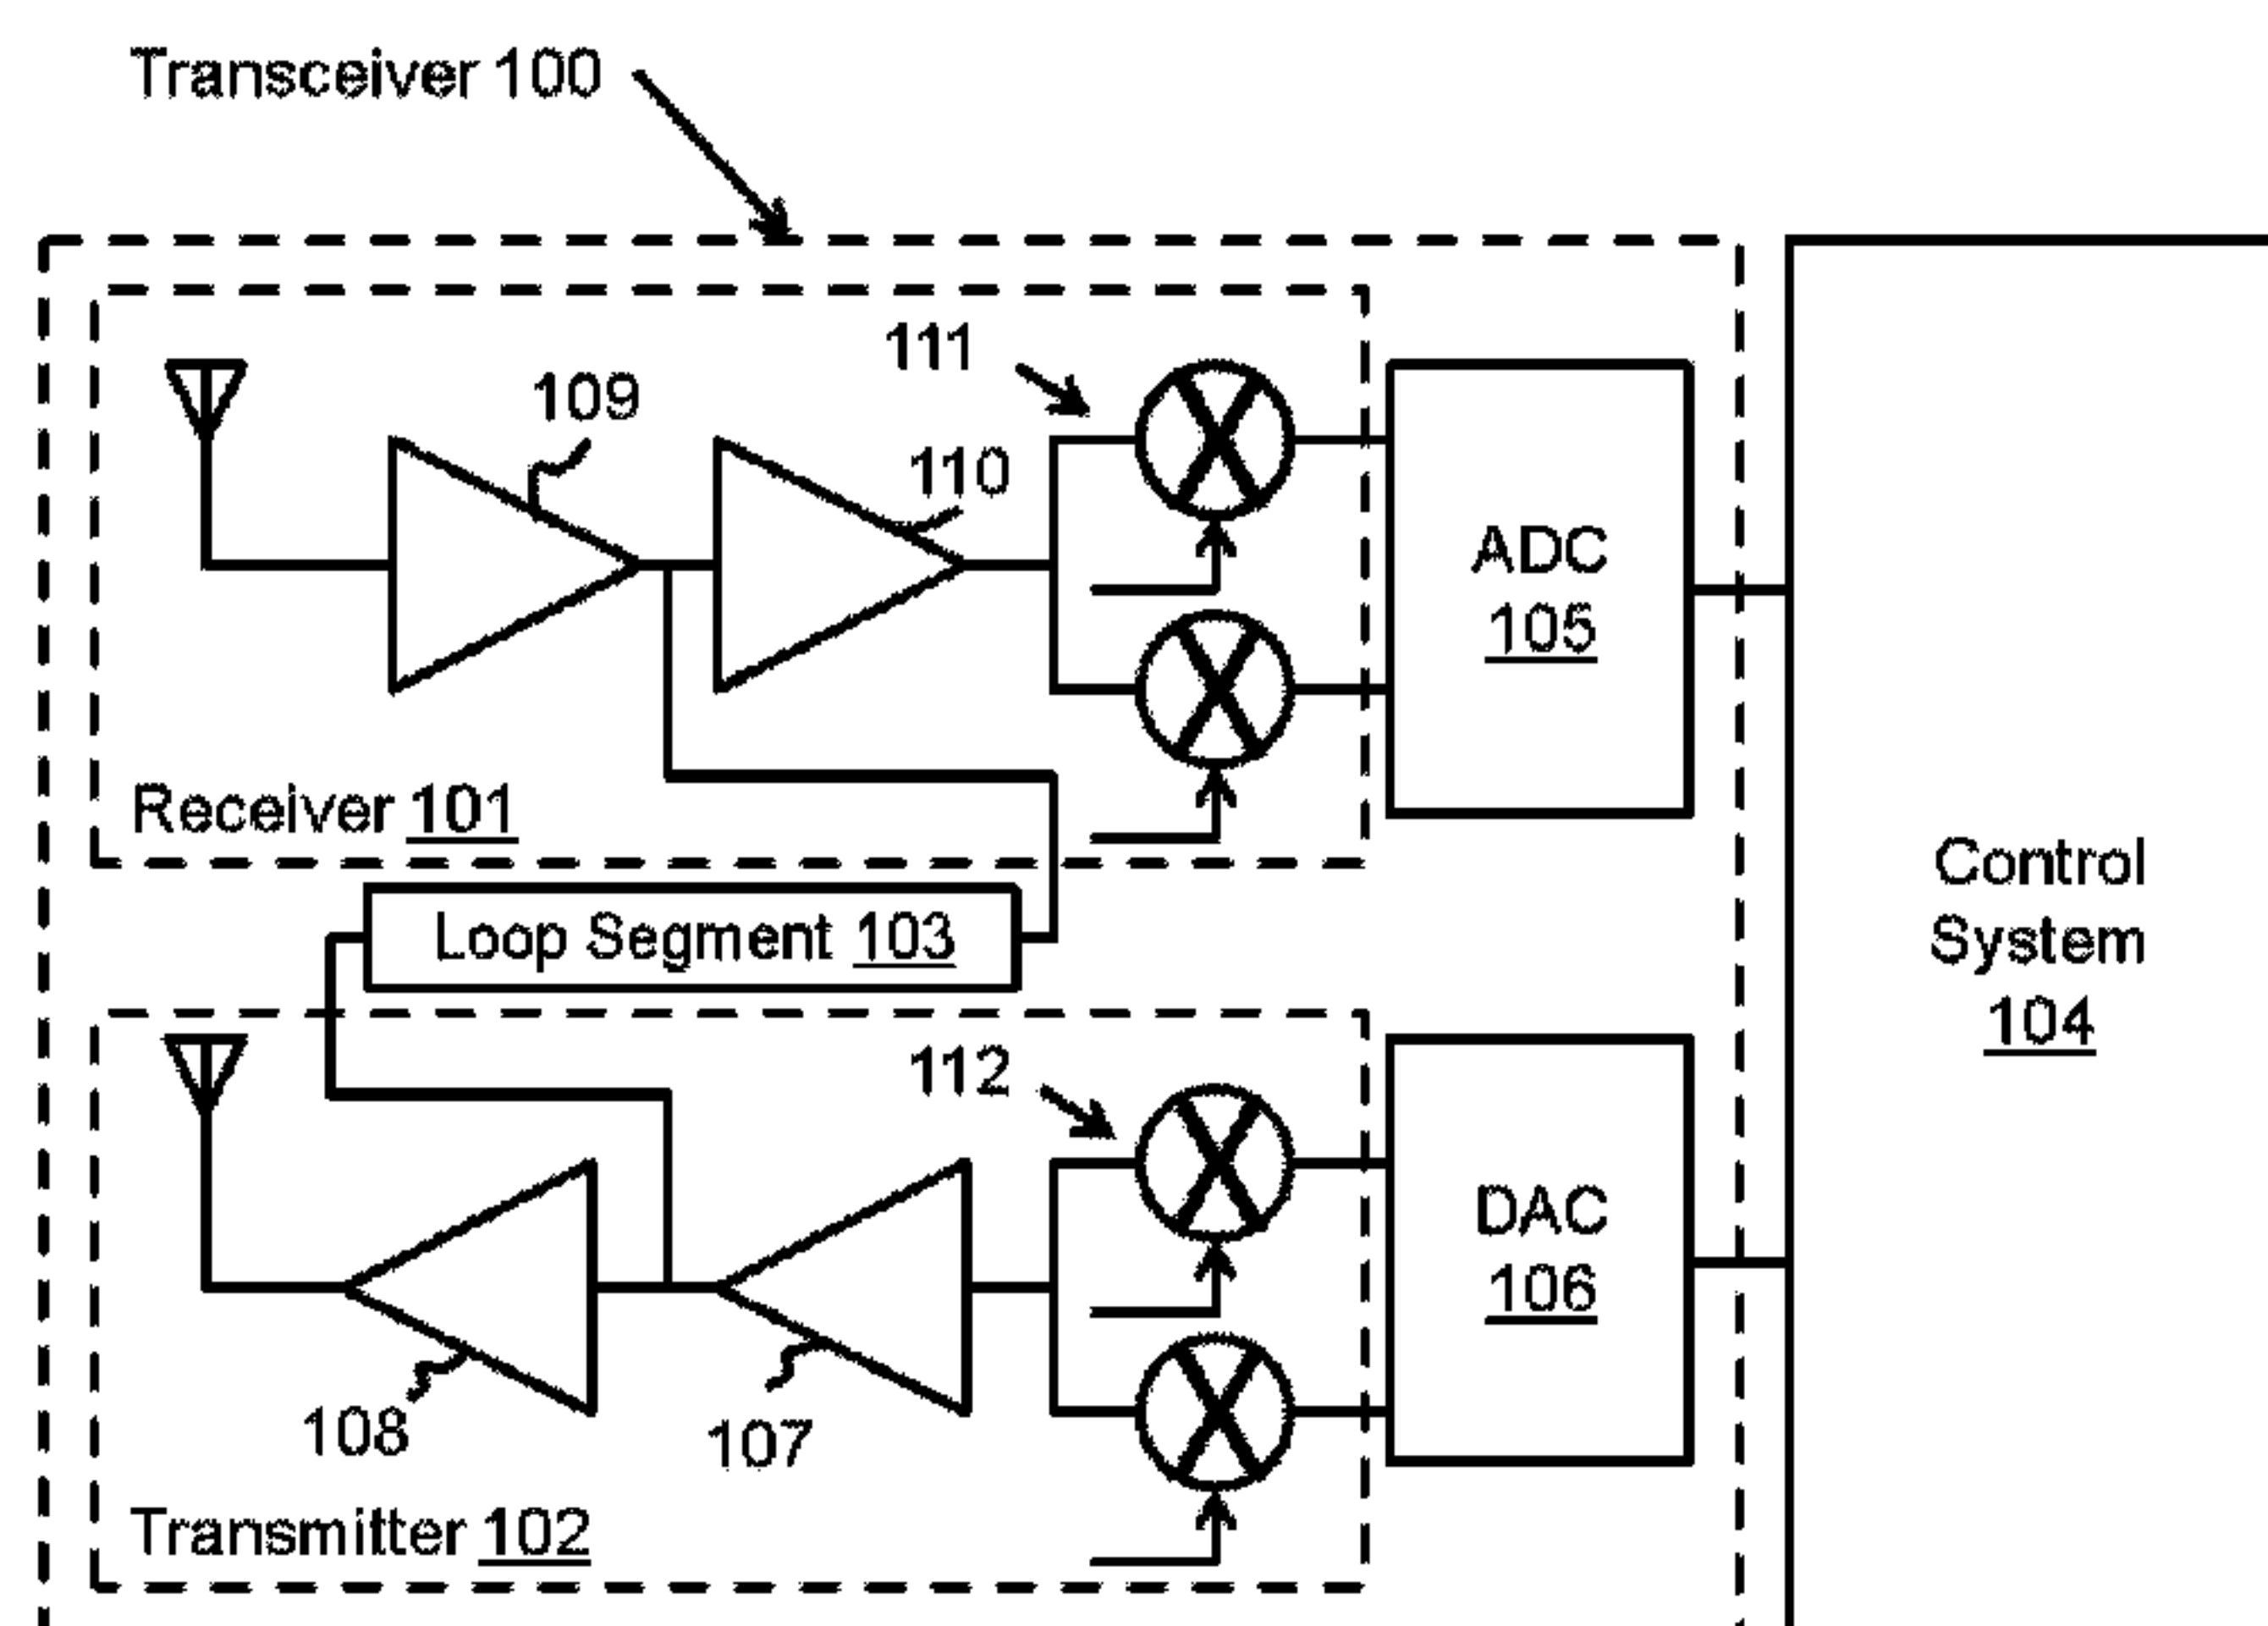 Transceiver 100
111
109
110
ADC
105
Receiver 101
Control
System
104
Loop Segment 103
112
DAC
106
108
107
Transmitter 102